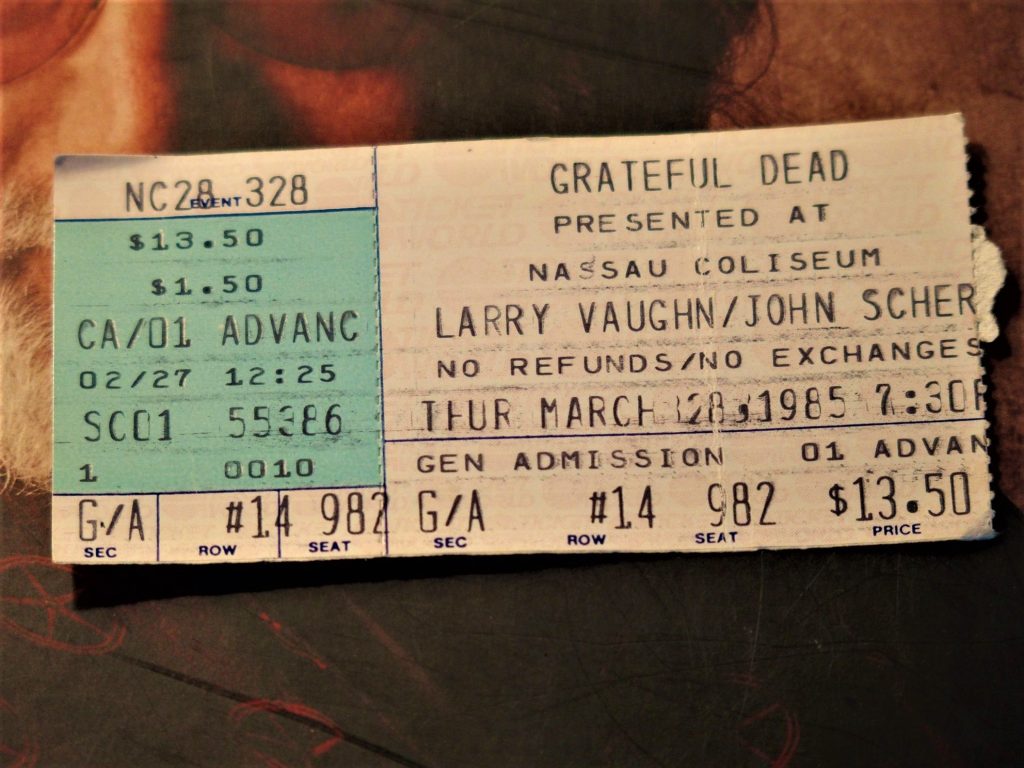 NC28 EVENT 328
$13.50
$1.50
CA/01 ADVANC
02/27 12:25
SC01 55386
1 0010
G/A #14 982
SEC ROW SEAT
GRATEFUL DEAD
PRESENTED AT
NASSAU COLISEUM
LARRY VAUGHN/JOHN SCHER
NO REFUNDS/NO EXCHANGES
THUR MARCH 28,1985 7:30P
GEN ADMISSION 01 ADVAN
G/A #14 982 $13.50
SEC ROW SEAT PRICE